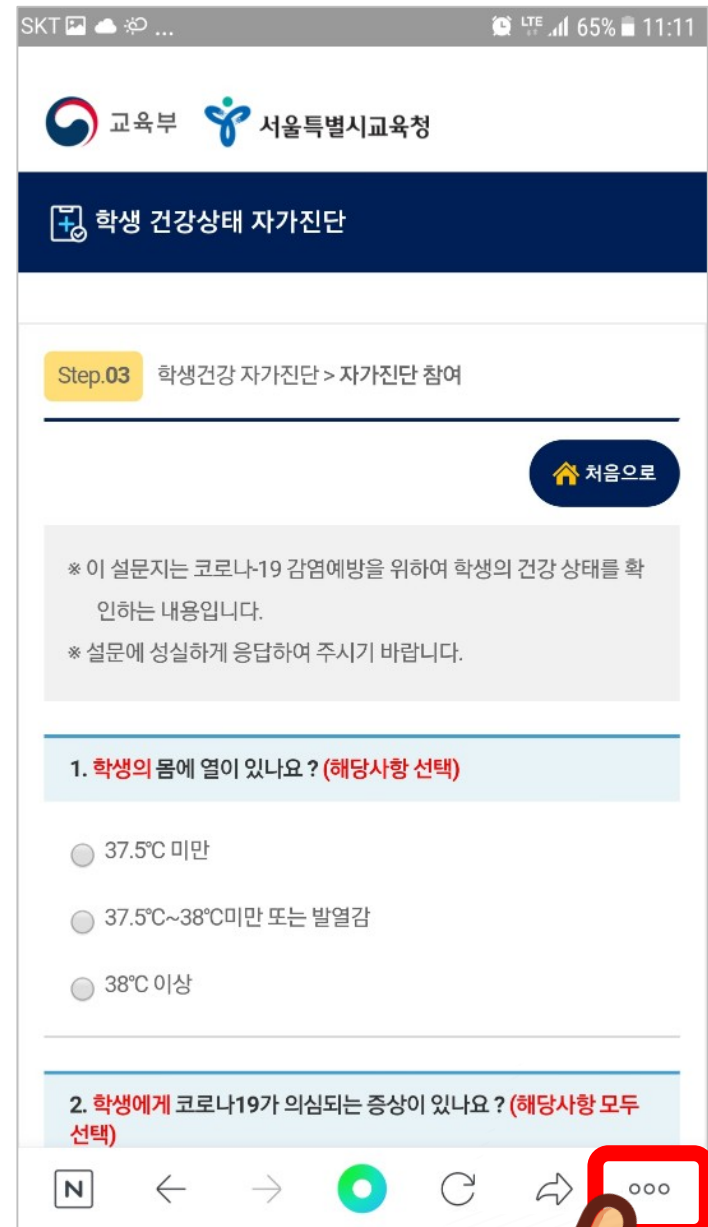 SKT ... LTE 65% 11:11
교육부 서울특별시교육청
학생 건강상태 자가진단
Step.03 학생건강 자가진단 > 자가진단 참여
처음으로
※ 이 설문지는 코로나-19 감염예방을 위하여 학생의 건강 상태를 확
인하는 내용입니다.
※ 설문에 성실하게 응답하여 주시기 바랍니다.
1. 학생의 몸에 열이 있나요 ? (해당사항 선택)
37.5℃ 미만
37.5℃~38℃미만 또는 발열감
38℃ 이상
2. 학생에게 코로나19가 의심되는 증상이 있나요 ? (해당사항 모두
선택)
N